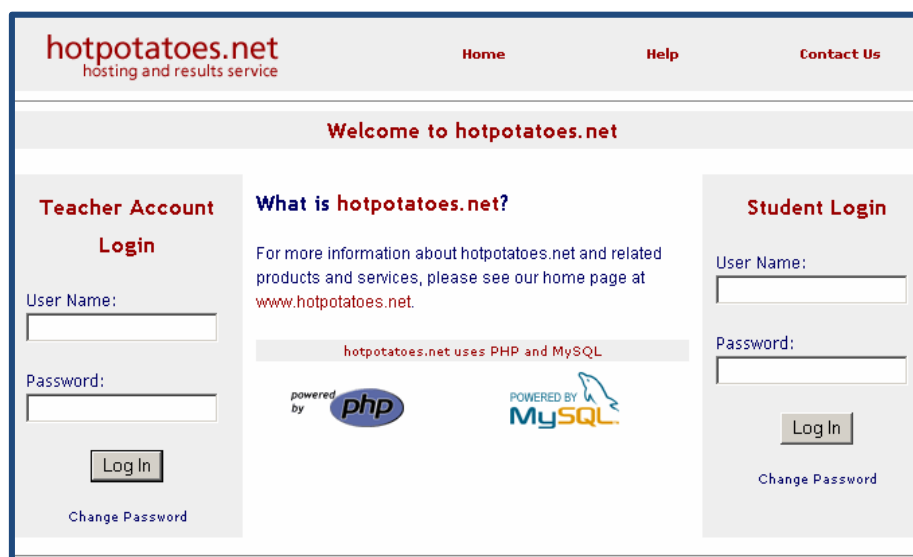 hotpotatoes.net
hosting and results service
Home
Help
Contact Us
Welcome to hotpotatoes.net
Teacher Account
Login
User Name:
Password:
Log In
Change Password
What is hotpotatoes.net?
For more information about hotpotatoes.net and related
products and services, please see our home page at
www.hotpotatoes.net.
hotpotatoes.net uses PHP and MySQL
powered
by
php
POWERED BY
MySQL
Student Login
User Name:
Password:
Log In
Change Password